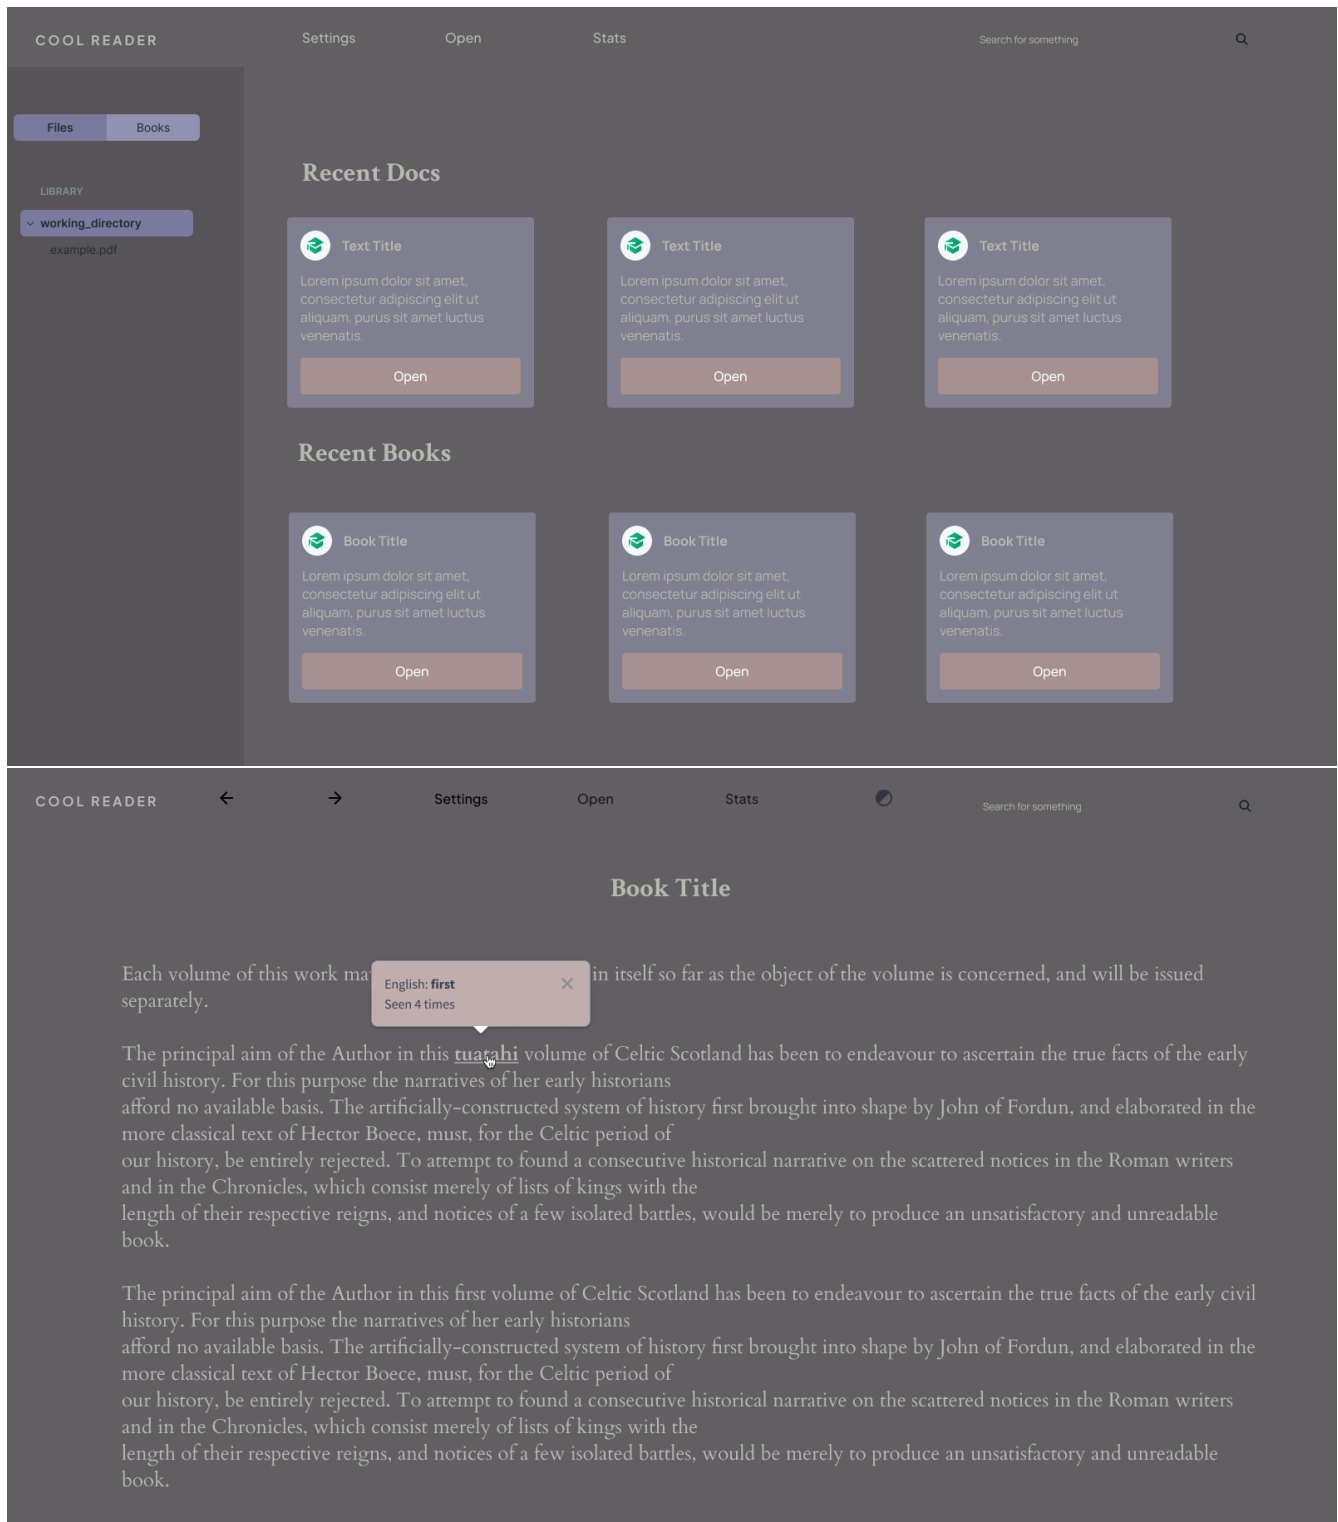 COOL READER
Settings
Open
Stats
Search for something
Files
Books
LIBRARY
working_directory
example.pdf
Recent Docs
Text Title
Lorem ipsum dolor sit amet,
consectetur adipiscing elit ut
aliquam, purus sit amet luctus
venenatis.
Open
Text Title
Lorem ipsum dolor sit amet,
consectetur adipiscing elit ut
aliquam, purus sit amet luctus
venenatis.
Open
Text Title
Lorem ipsum dolor sit amet,
consectetur adipiscing elit ut
aliquam, purus sit amet luctus
venenatis.
Open
Recent Books
Book Title
Lorem ipsum dolor sit amet,
consectetur adipiscing elit ut
aliquam, purus sit amet luctus
venenatis.
Open
Book Title
Lorem ipsum dolor sit amet,
consectetur adipiscing elit ut
aliquam, purus sit amet luctus
venenatis.
Open
Book Title
Lorem ipsum dolor sit amet,
consectetur adipiscing elit ut
aliquam, purus sit amet luctus
venenatis.
Open
COOL READER
Settings
Open
Stats
Search for something
Book Title
Each volume of this work may in itself so far as the object of the volume is concerned, and will be issued
separately.
English: first
Seen 4 times
The principal aim of the Author in this tuatahi volume of Celtic Scotland has been to endeavour to ascertain the true facts of the early
civil history. For this purpose the narratives of her early historians
afford no available basis. The artificially-constructed system of history first brought into shape by John of Fordun, and elaborated in the
more classical text of Hector Boece, must, for the Celtic period of
our history, be entirely rejected. To attempt to found a consecutive historical narrative on the scattered notices in the Roman writers
and in the Chronicles, which consist merely of lists of kings with the
length of their respective reigns, and notices of a few isolated battles, would be merely to produce an unsatisfactory and unreadable
book.
The principal aim of the Author in this first volume of Celtic Scotland has been to endeavour to ascertain the true facts of the early civil
history. For this purpose the narratives of her early historians
afford no available basis. The artificially-constructed system of history first brought into shape by John of Fordun, and elaborated in the
more classical text of Hector Boece, must, for the Celtic period of
our history, be entirely rejected. To attempt to found a consecutive historical narrative on the scattered notices in the Roman writers
and in the Chronicles, which consist merely of lists of kings with the
length of their respective reigns, and notices of a few isolated battles, would be merely to produce an unsatisfactory and unreadable
book.